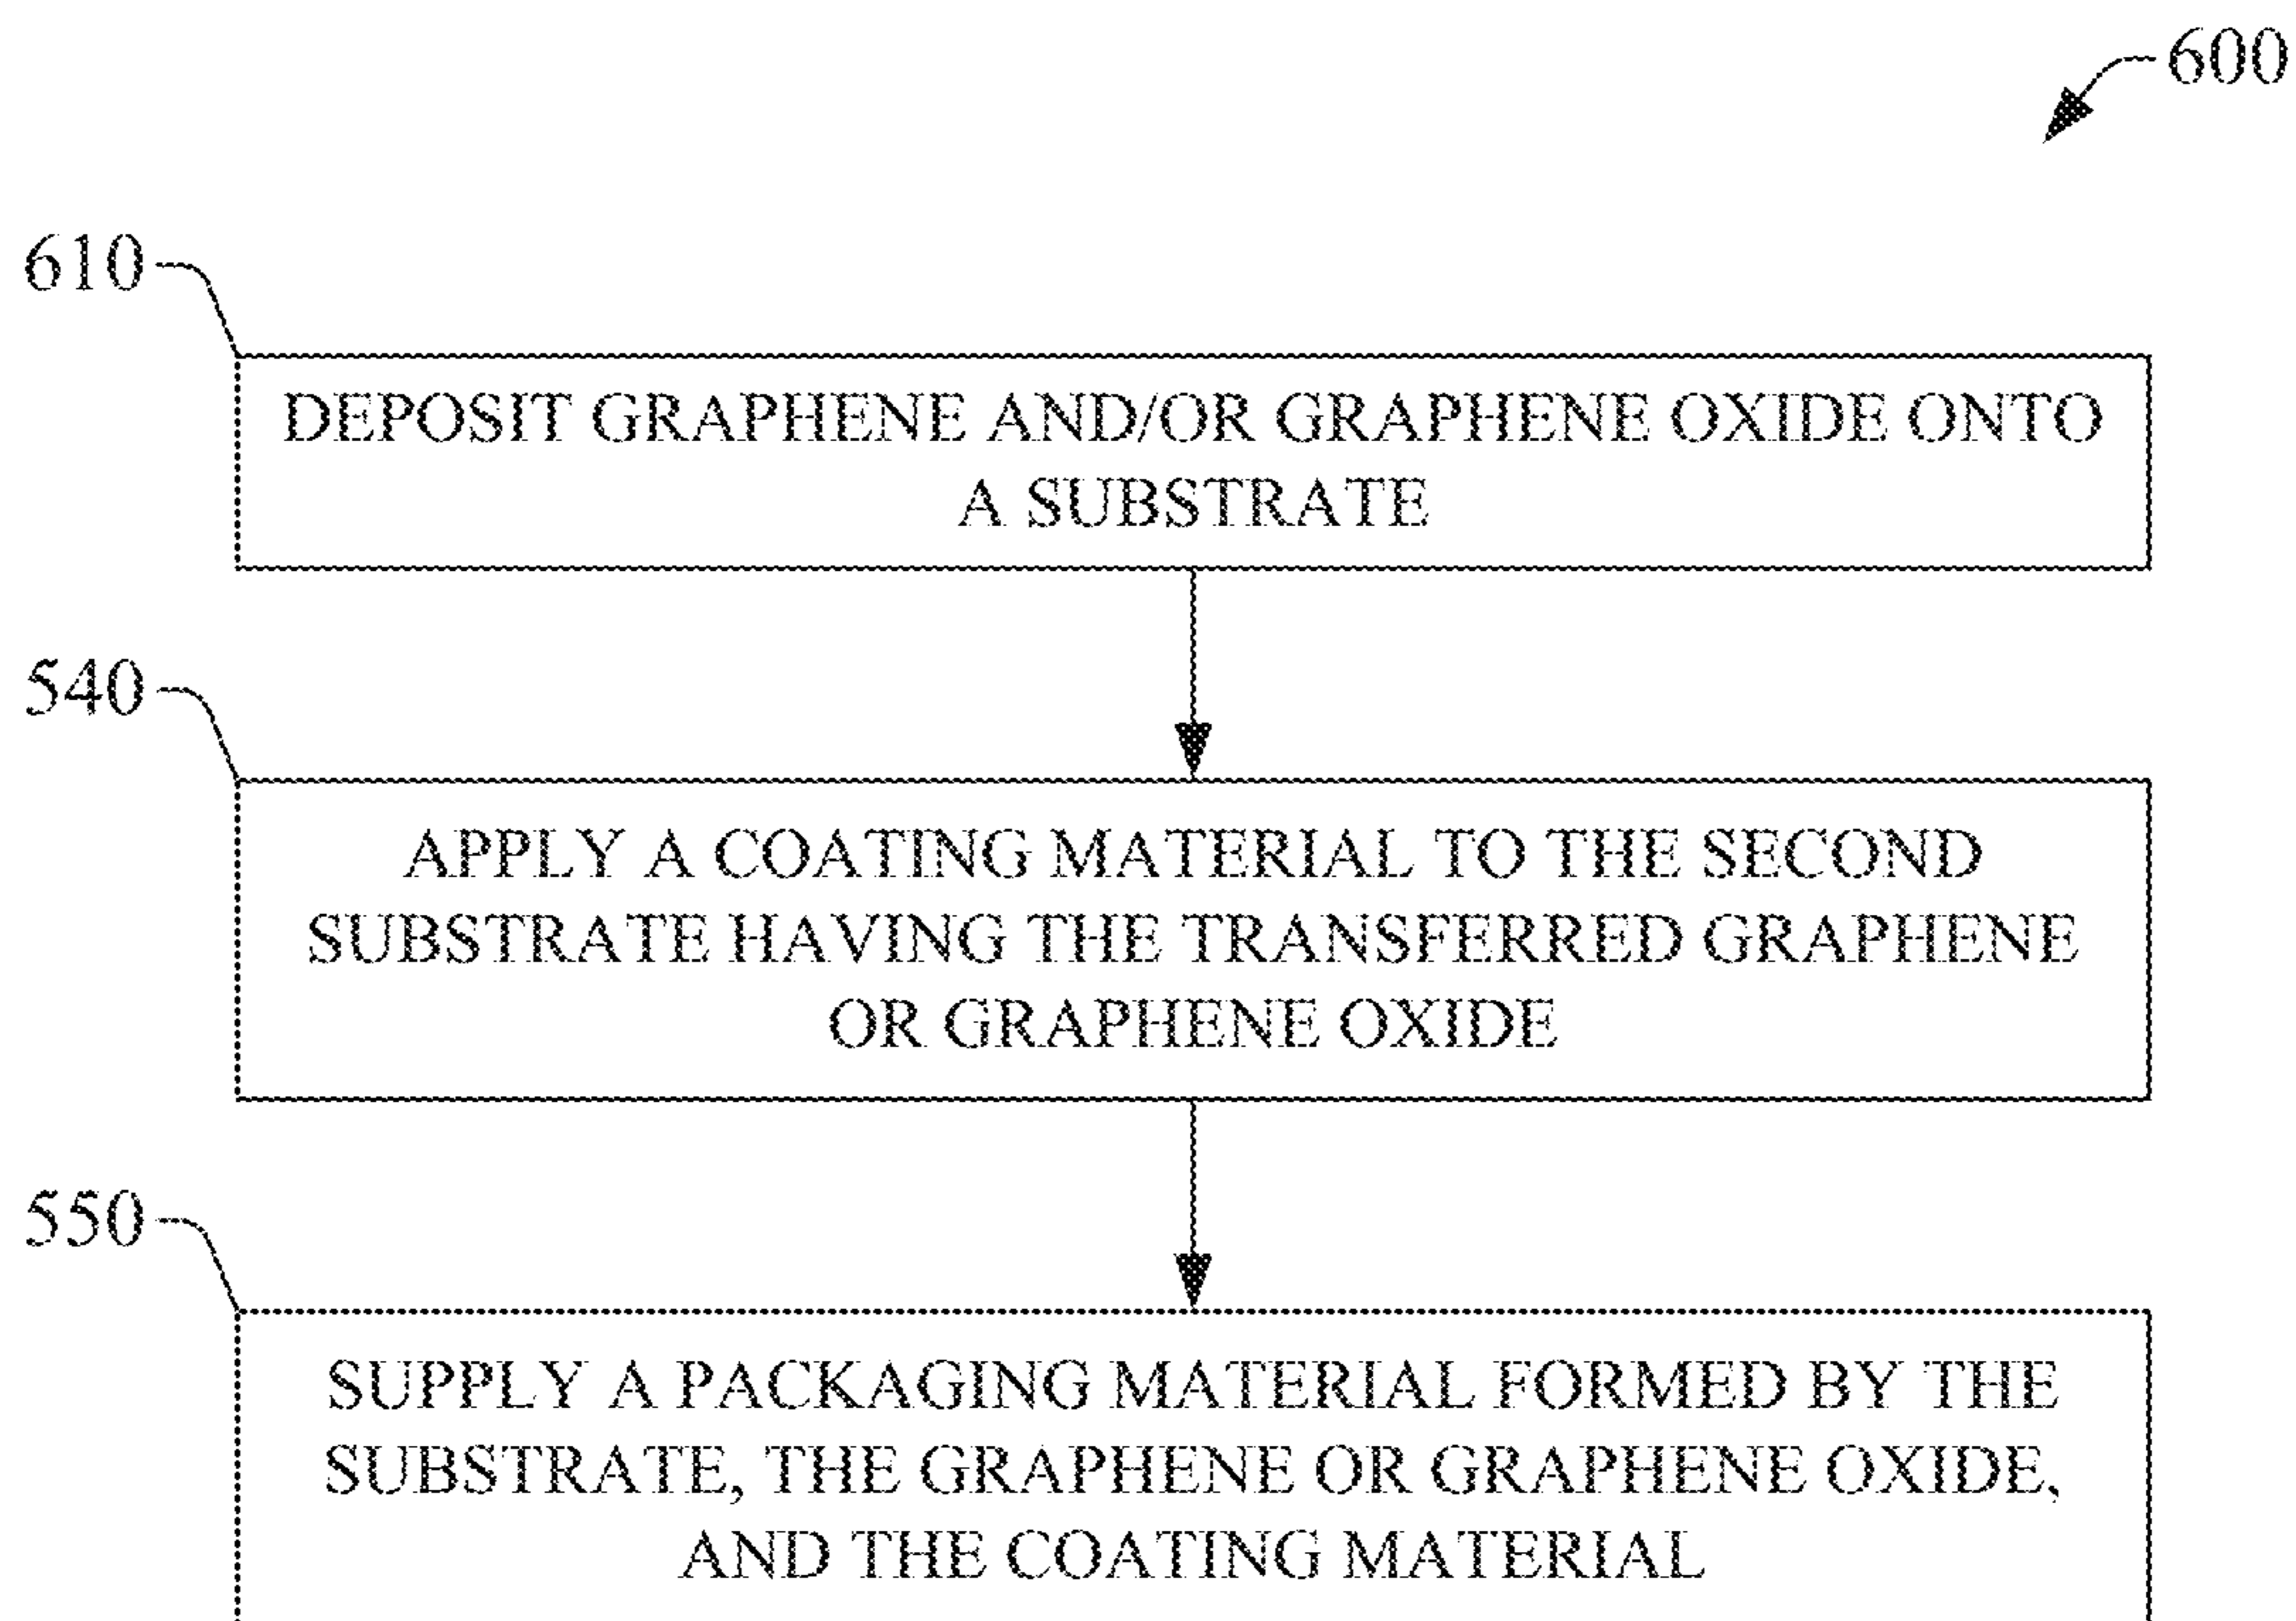 600
610
DEPOSIT GRAPHENE AND/OR GRAPHENE OXIDE ONTO
A SUBSTRATE
540
APPLY A COATING MATERIAL TO THE SECOND
SUBSTRATE HAVING THE TRANSFERRED GRAPHENE
OR GRAPHENE OXIDE
550
SUPPLY A PACKAGING MATERIAL FORMED BY THE
SUBSTRATE, THE GRAPHENE OR GRAPHENE OXIDE,
AND THE COATING MATERIAL